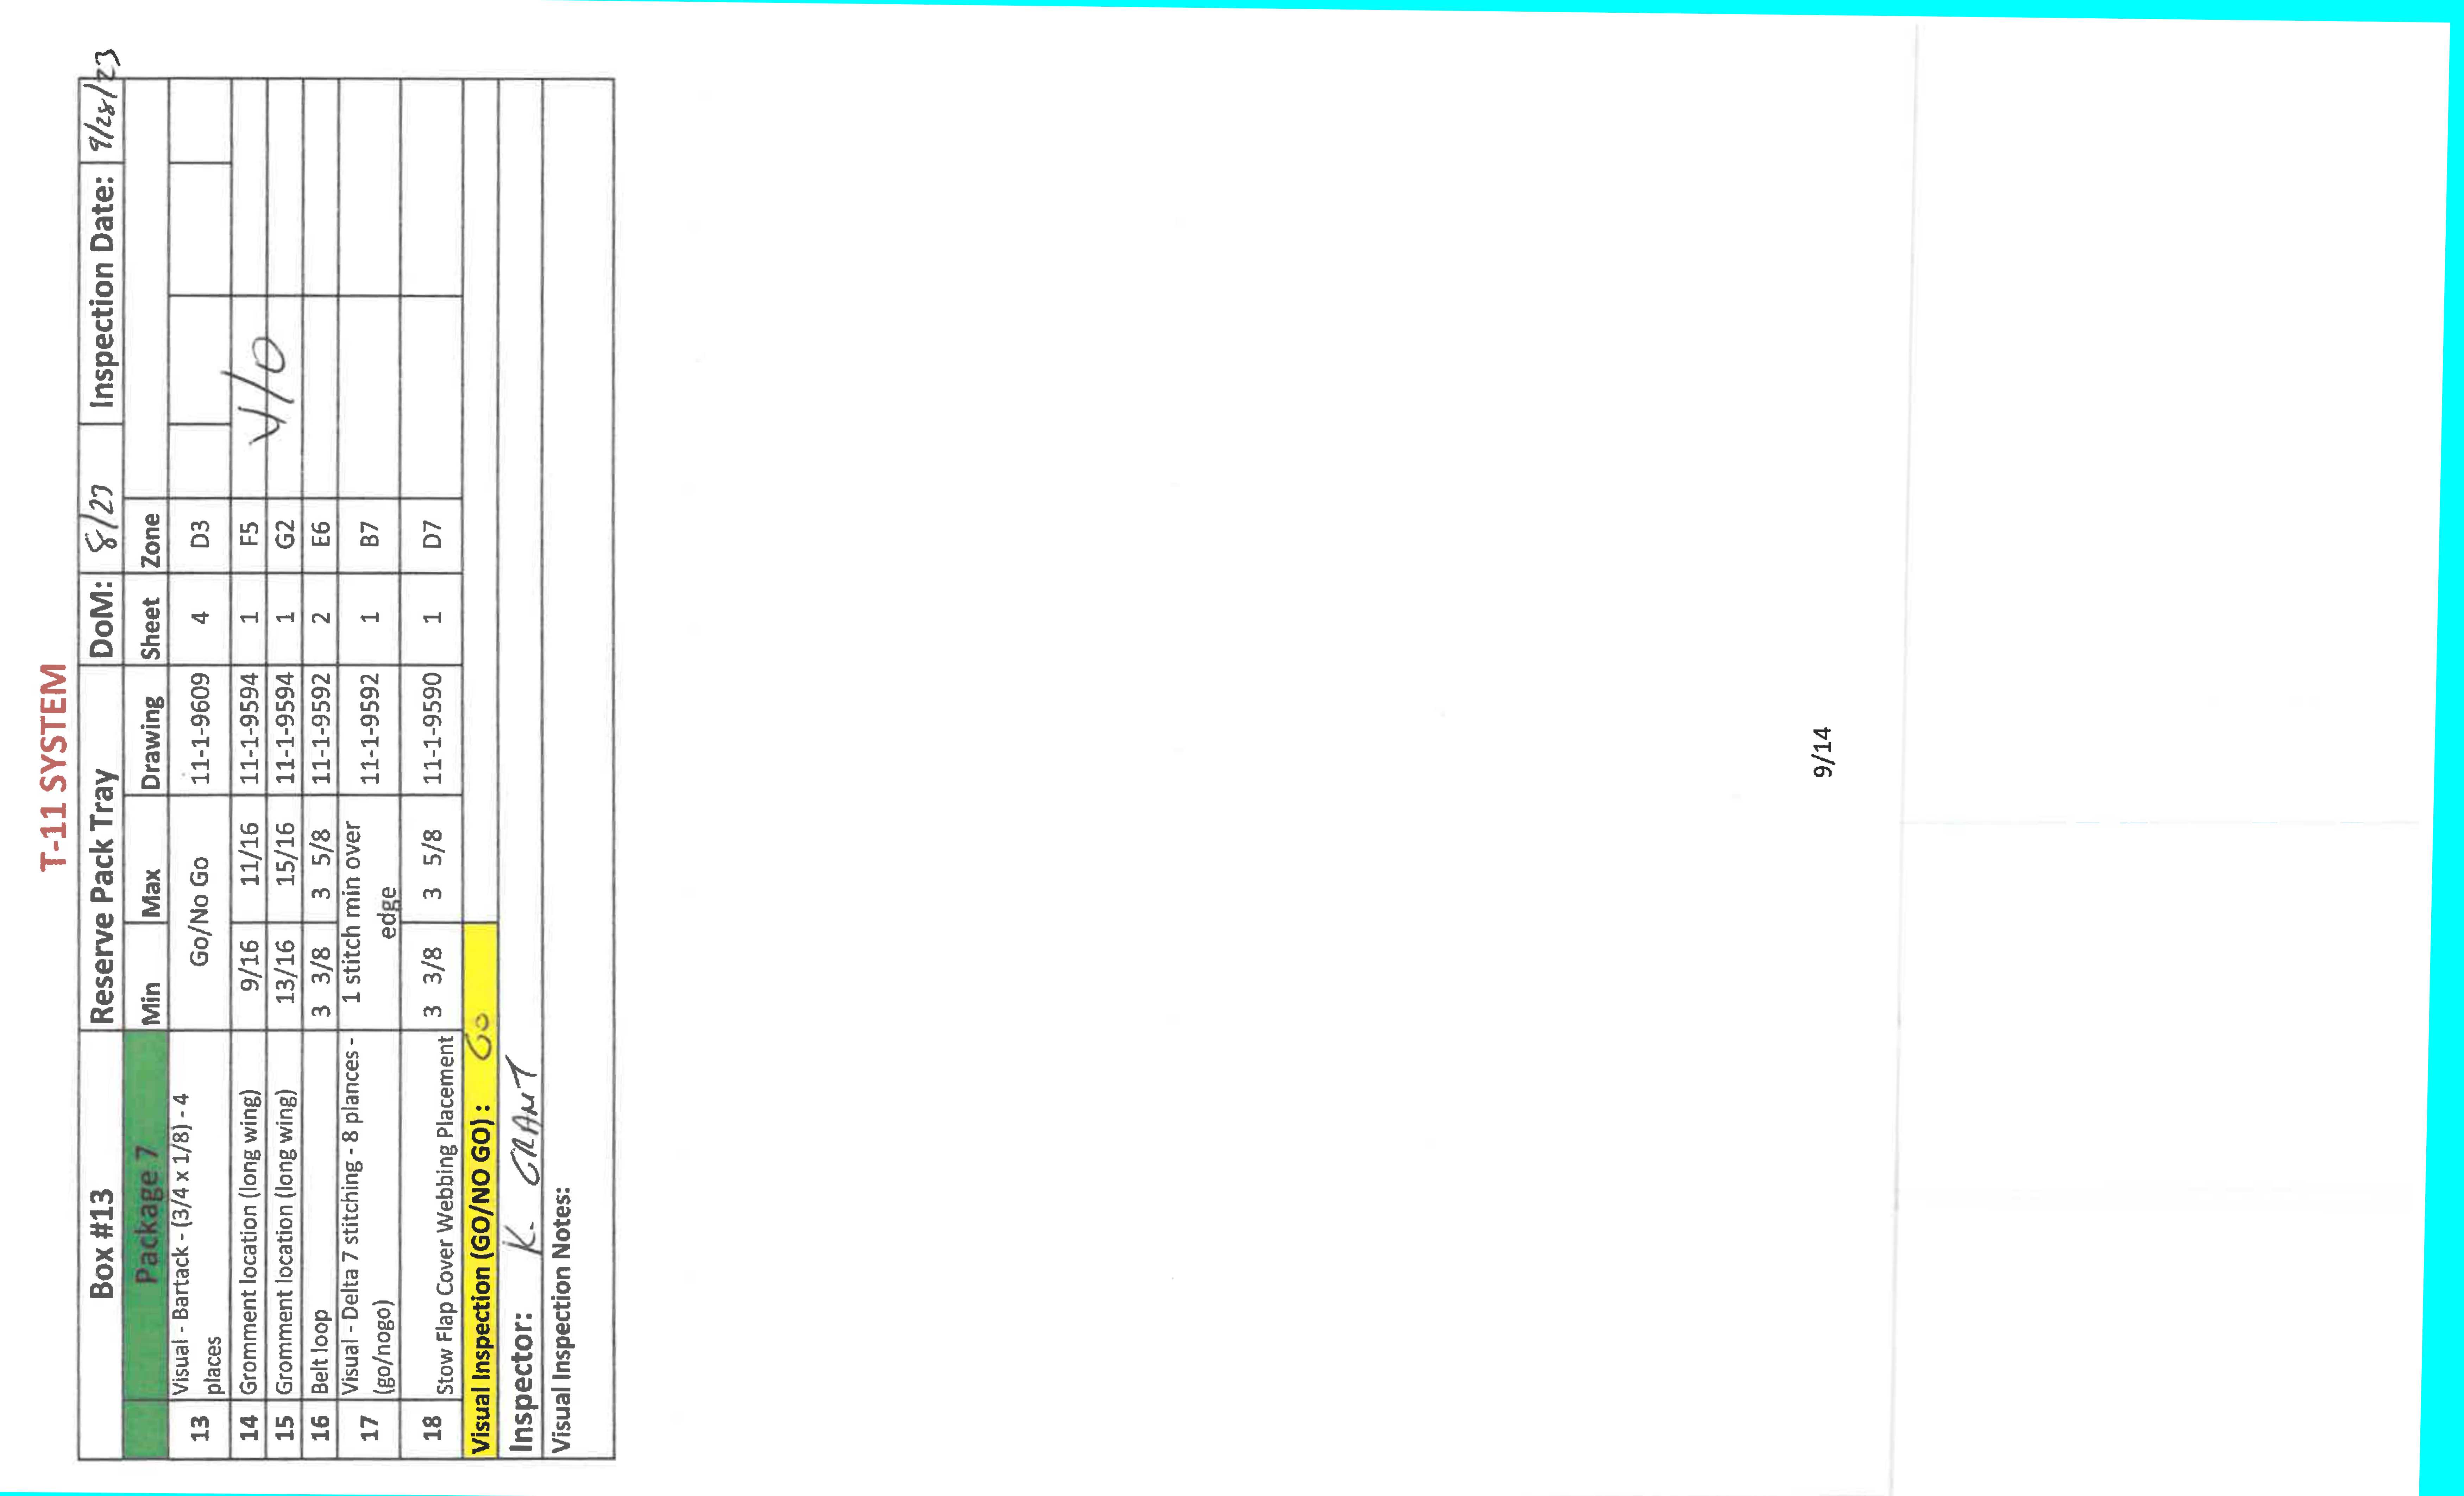 T-11 SYSTEM
Box #13 Reserve Pack Tray DoM: 8/23 Inspection Date: 9/28/23
Package 7 Min Max Drawing Sheet Zone
13 Visual - Bartack - (3/4 x 1/8) - 4 places Go/No Go 11-1-9609 4 D3
14 Gromment location (long wing) 9/16 11/16 11-1-9594 1 F5
15 Gromment location (long wing) 13/16 15/16 11-1-9594 1 G2
16 Belt loop 3 3/8 3 5/8 11-1-9592 2 E6
17 Visual - Delta 7 stitching - 8 plances - (go/nogo) 1 stitch min over edge 11-1-9592 1 B7
18 Stow Flap Cover Webbing Placement 3 3/8 3 5/8 11-1-9590 1 D7
Visual Inspection (GO/NO GO) : GO
Inspector: K. GRANT
Visual Inspection Notes:
9/14